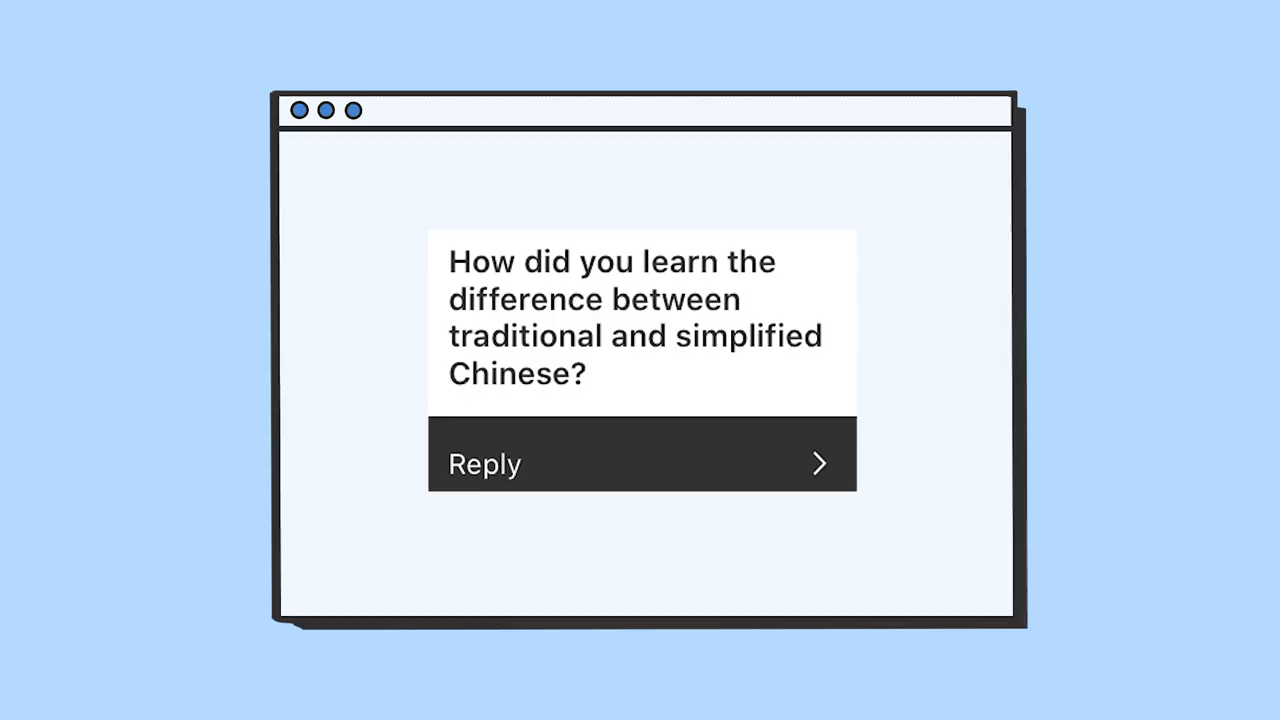 How did you learn the
difference between
traditional and simplified
Chinese?
Reply